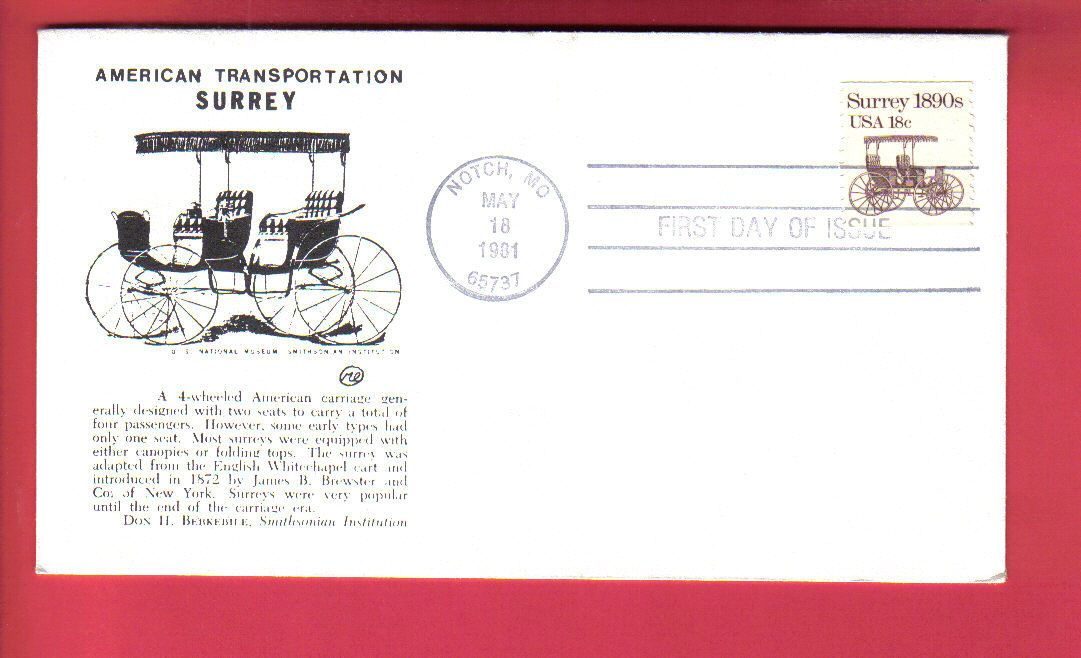 AMERICAN TRANSPORTATION
SURREY
U. S. NATIONAL MUSEUM, SMITHSONIAN INSTITUTION
me
A 4-wheeled American carriage gen-
erally designed with two seats to carry a total of
four passengers. However, some early types had
only one seat. Most surreys were equipped with
either canopies or folding tops. The surrey was
adapted from the English Whitechapel cart and
introduced in 1872 by James B. Brewster and
Co. of New York. Surreys were very popular
until the end of the carriage era.
DON H. BERKEBILE, Smithsonian Institution
NOTCH, MO
MAY
18
1981
65737
Surrey 1890s
USA 18c
FIRST DAY OF ISSUE